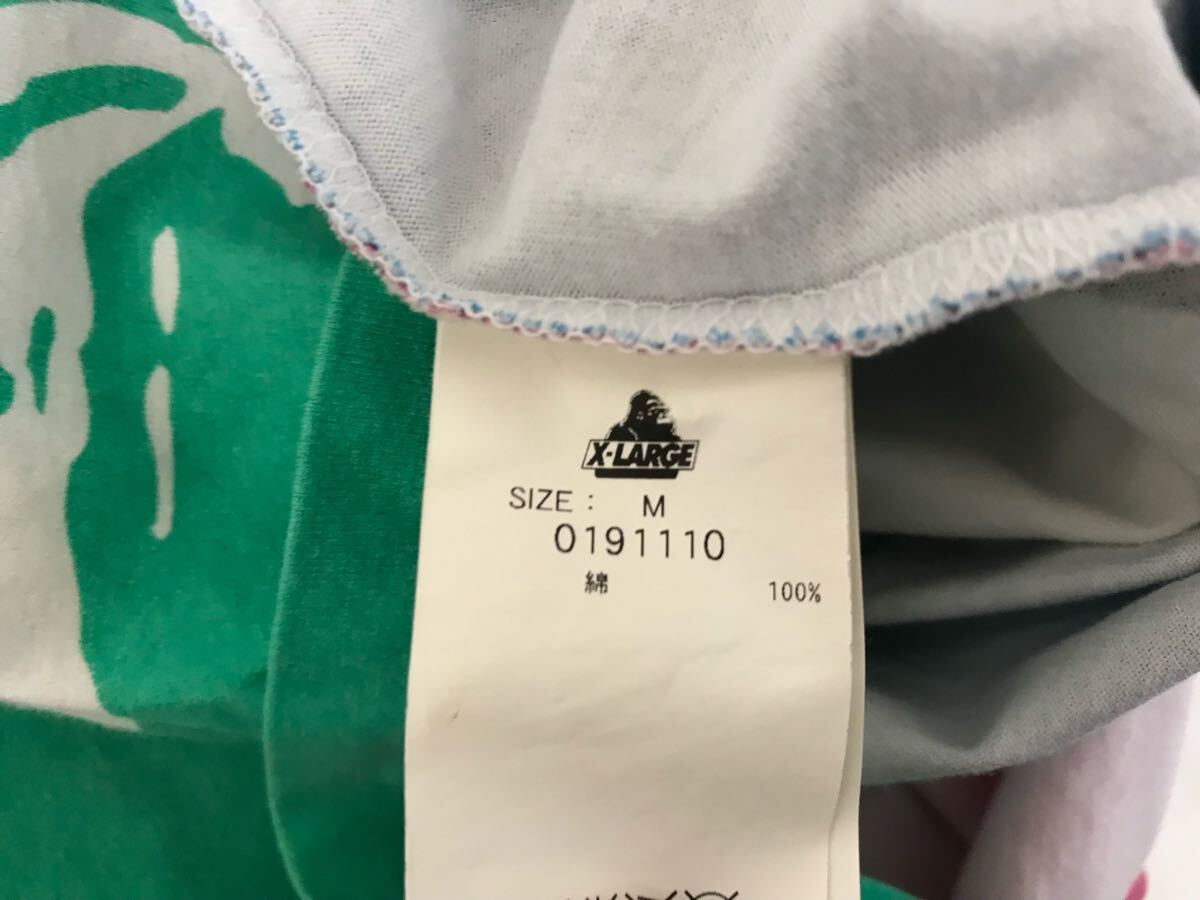 X-LARGE
SIZE : M
0191110
綿 100%